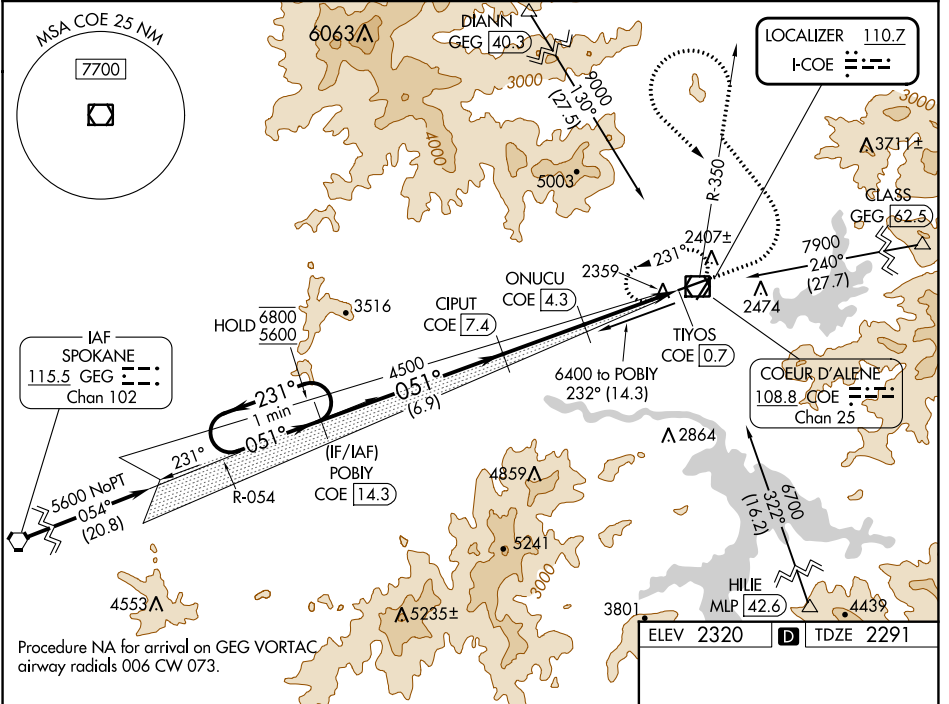 MSA COE 25 NM
7700
6063
DIANN
GEG 40.3
3000
4000
9000
130°
(27.5)
5003
LOCALIZER 110.7
I-COE
3000
3711±
CLASS
GEG 62.5
R-350
7900
240°
(27.7)
2407±
231°
2359
2474
ONUCU
COE 4.3
CIPUT
COE 7.4
3516
HOLD 6800
5600
TIYOS
COE 0.7
6400 to POBIY
232° (14.3)
IAF
SPOKANE
115.5 GEG
Chan 102
4500
051°
(6.9)
231°
1 min
051°
231°
R-054
(IF/IAF)
POBIY
COE 14.3
COEUR D'ALENE
108.8 COE
Chan 25
5600 NoPT
054°
(20.8)
2864
4859
5241
3000
6700
322°
(16.2)
HILIE
MLP 42.6
4439
3801
4553
5235±
Procedure NA for arrival on GEG VORTAC
airway radials 006 CW 073.
ELEV 2320 D TDZE 2291